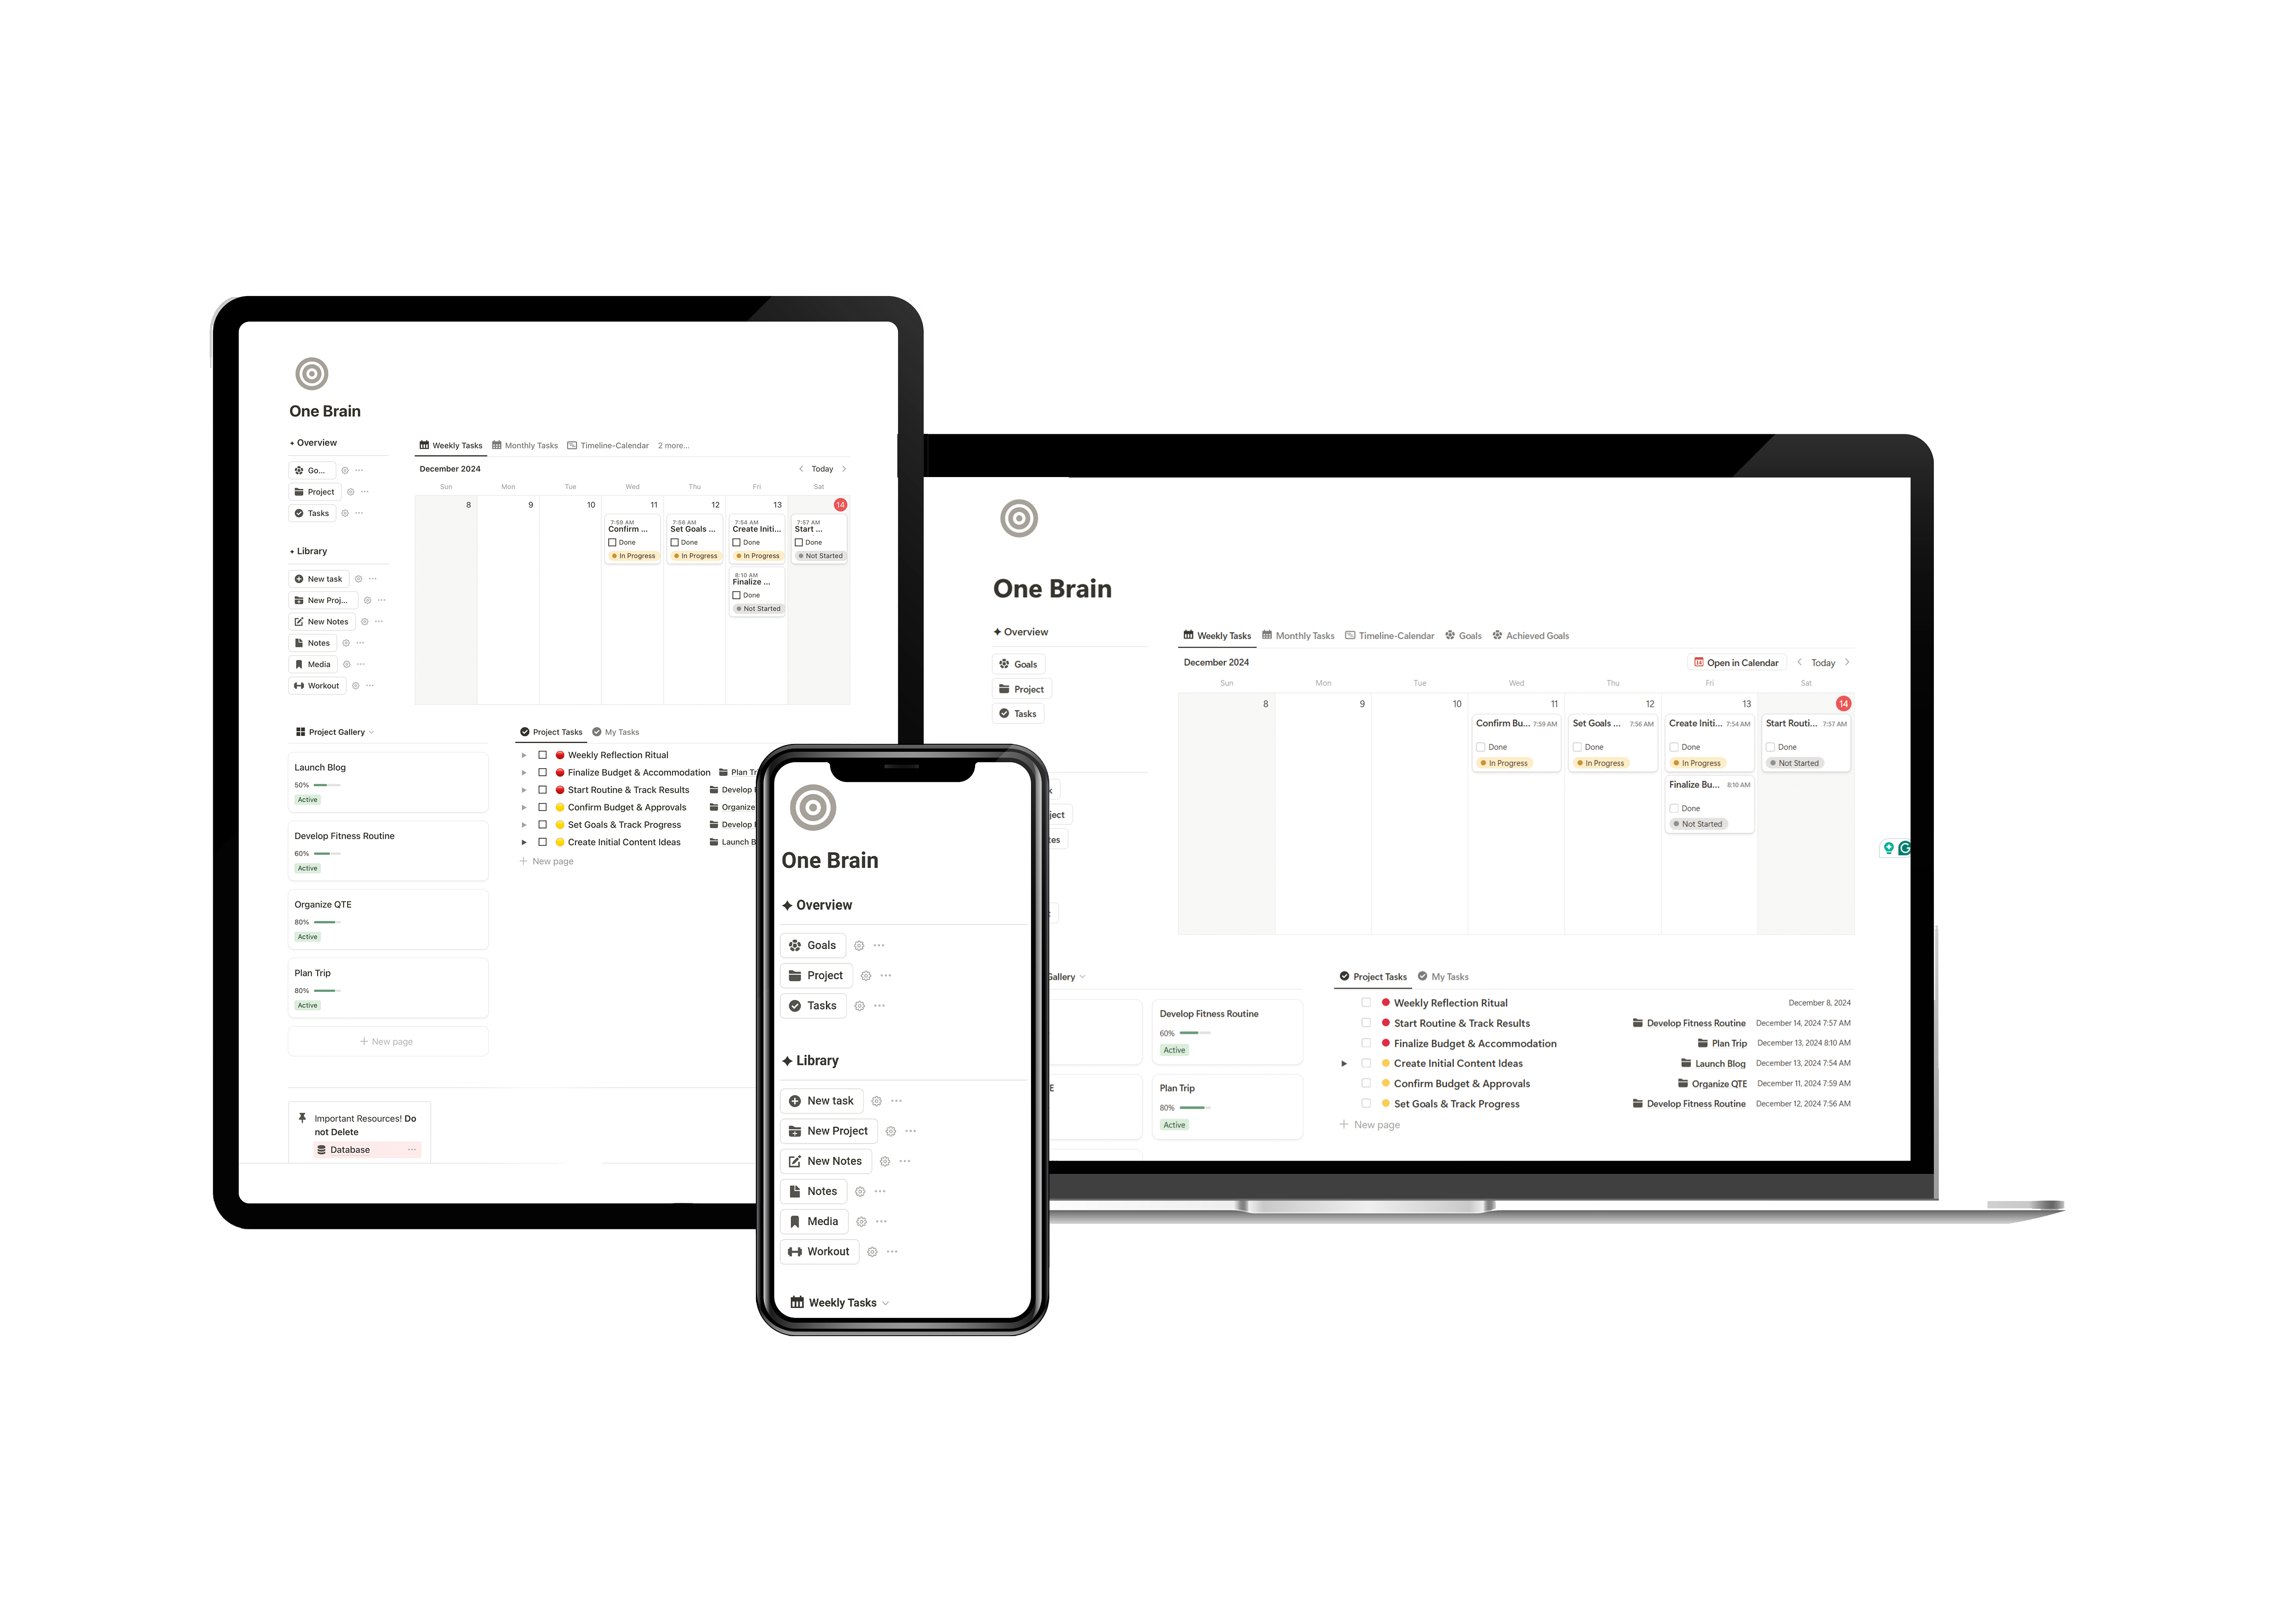 One Brain
Overview
Go...
Project
Tasks
Library
New task
New Proj...
New Notes
Notes
Media
Workout
Weekly Tasks Monthly Tasks Timeline-Calendar 2 more...
December 2024 Today
Sun Mon Tue Wed Thu Fri Sat
8 9 10 11 12 13 14
7:59 AM 7:56 AM 7:54 AM 7:57 AM
Confirm ... Set Goals ... Create Initi... Start ...
Done Done Done Done
In Progress In Progress In Progress Not Started
8:10 AM
Finalize ...
Done
Not Started
Project Gallery
Launch Blog
50%
Active
Develop Fitness Routine
60%
Active
Organize QTE
80%
Active
Plan Trip
80%
Active
New page
Project Tasks My Tasks
Weekly Reflection Ritual
Finalize Budget & Accommodation Plan Tr
Start Routine & Track Results Develop
Confirm Budget & Approvals Organize
Set Goals & Track Progress Develop
Create Initial Content Ideas Launch B
New page
Important Resources! Do
not Delete
Database
One Brain
Overview
Goals
Project
Tasks
Library
New task
New Project
New Notes
Notes
Media
Workout
Weekly Tasks
One Brain
Overview
Goals
Project
Tasks
ject
tes
Weekly Tasks Monthly Tasks Timeline-Calendar Goals Achieved Goals
December 2024 Open in Calendar Today
Sun Mon Tue Wed Thu Fri Sat
8 9 10 11 12 13 14
Confirm Bu... 7:59 AM Set Goals ... 7:56 AM Create Initi... 7:54 AM Start Routi... 7:57 AM
Done Done Done Done
In Progress In Progress In Progress Not Started
Finalize Bu... 8:10 AM
Done
Not Started
Gallery
Develop Fitness Routine
60%
Active
E
Plan Trip
80%
Active
Project Tasks My Tasks
Weekly Reflection Ritual December 8, 2024
Start Routine & Track Results Develop Fitness Routine December 14, 2024 7:57 AM
Finalize Budget & Accommodation Plan Trip December 13, 2024 8:10 AM
Create Initial Content Ideas Launch Blog December 13, 2024 7:54 AM
Confirm Budget & Approvals Organize QTE December 11, 2024 7:59 AM
Set Goals & Track Progress Develop Fitness Routine December 12, 2024 7:56 AM
New page